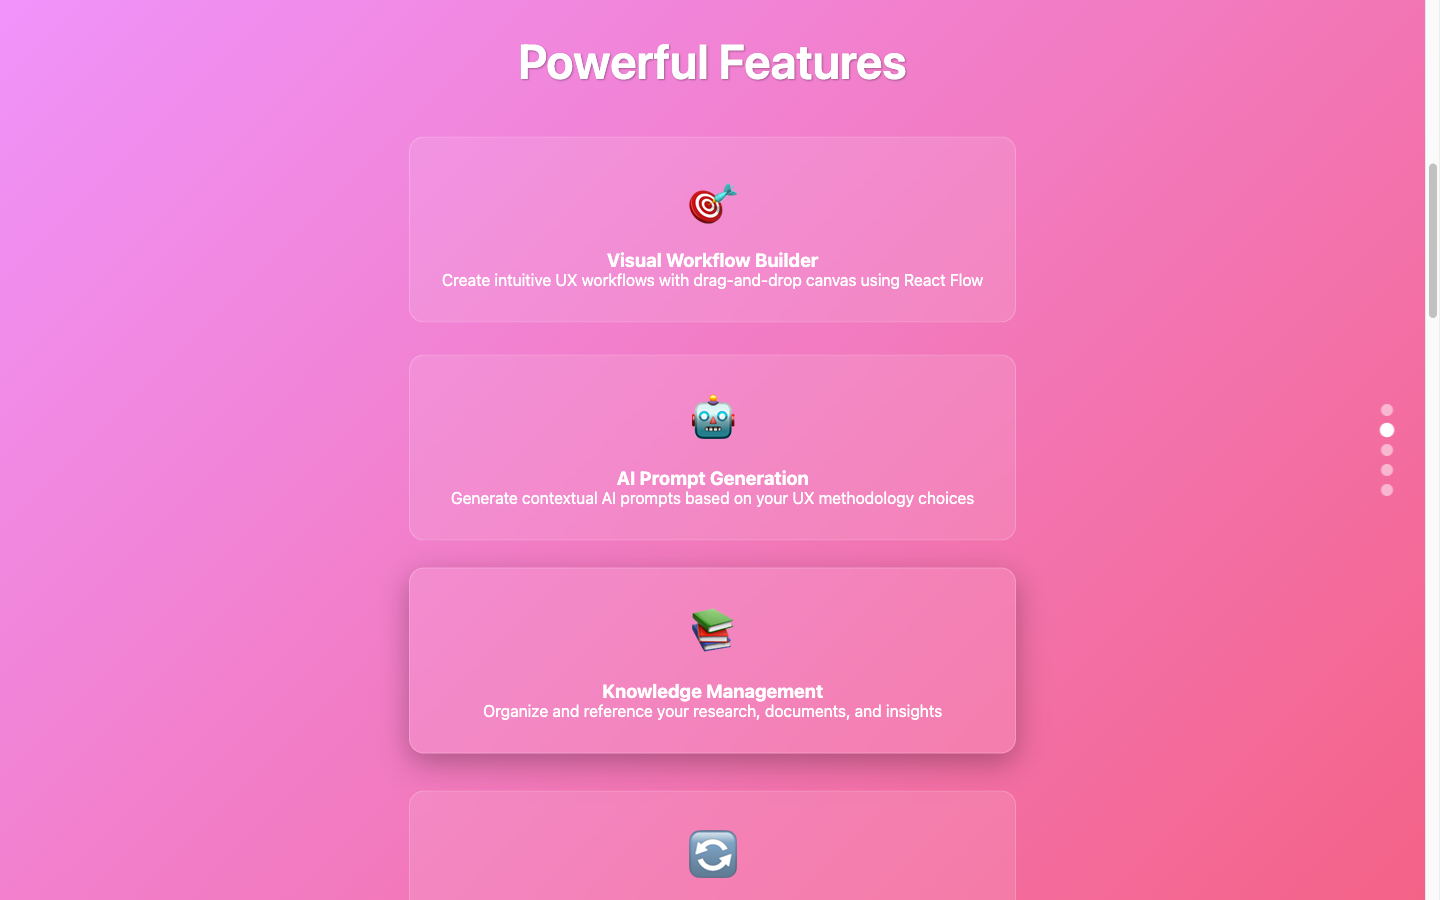 Powerful Features
Visual Workflow Builder
Create intuitive UX workflows with drag-and-drop canvas using React Flow
AI Prompt Generation
Generate contextual AI prompts based on your UX methodology choices
Knowledge Management
Organize and reference your research, documents, and insights